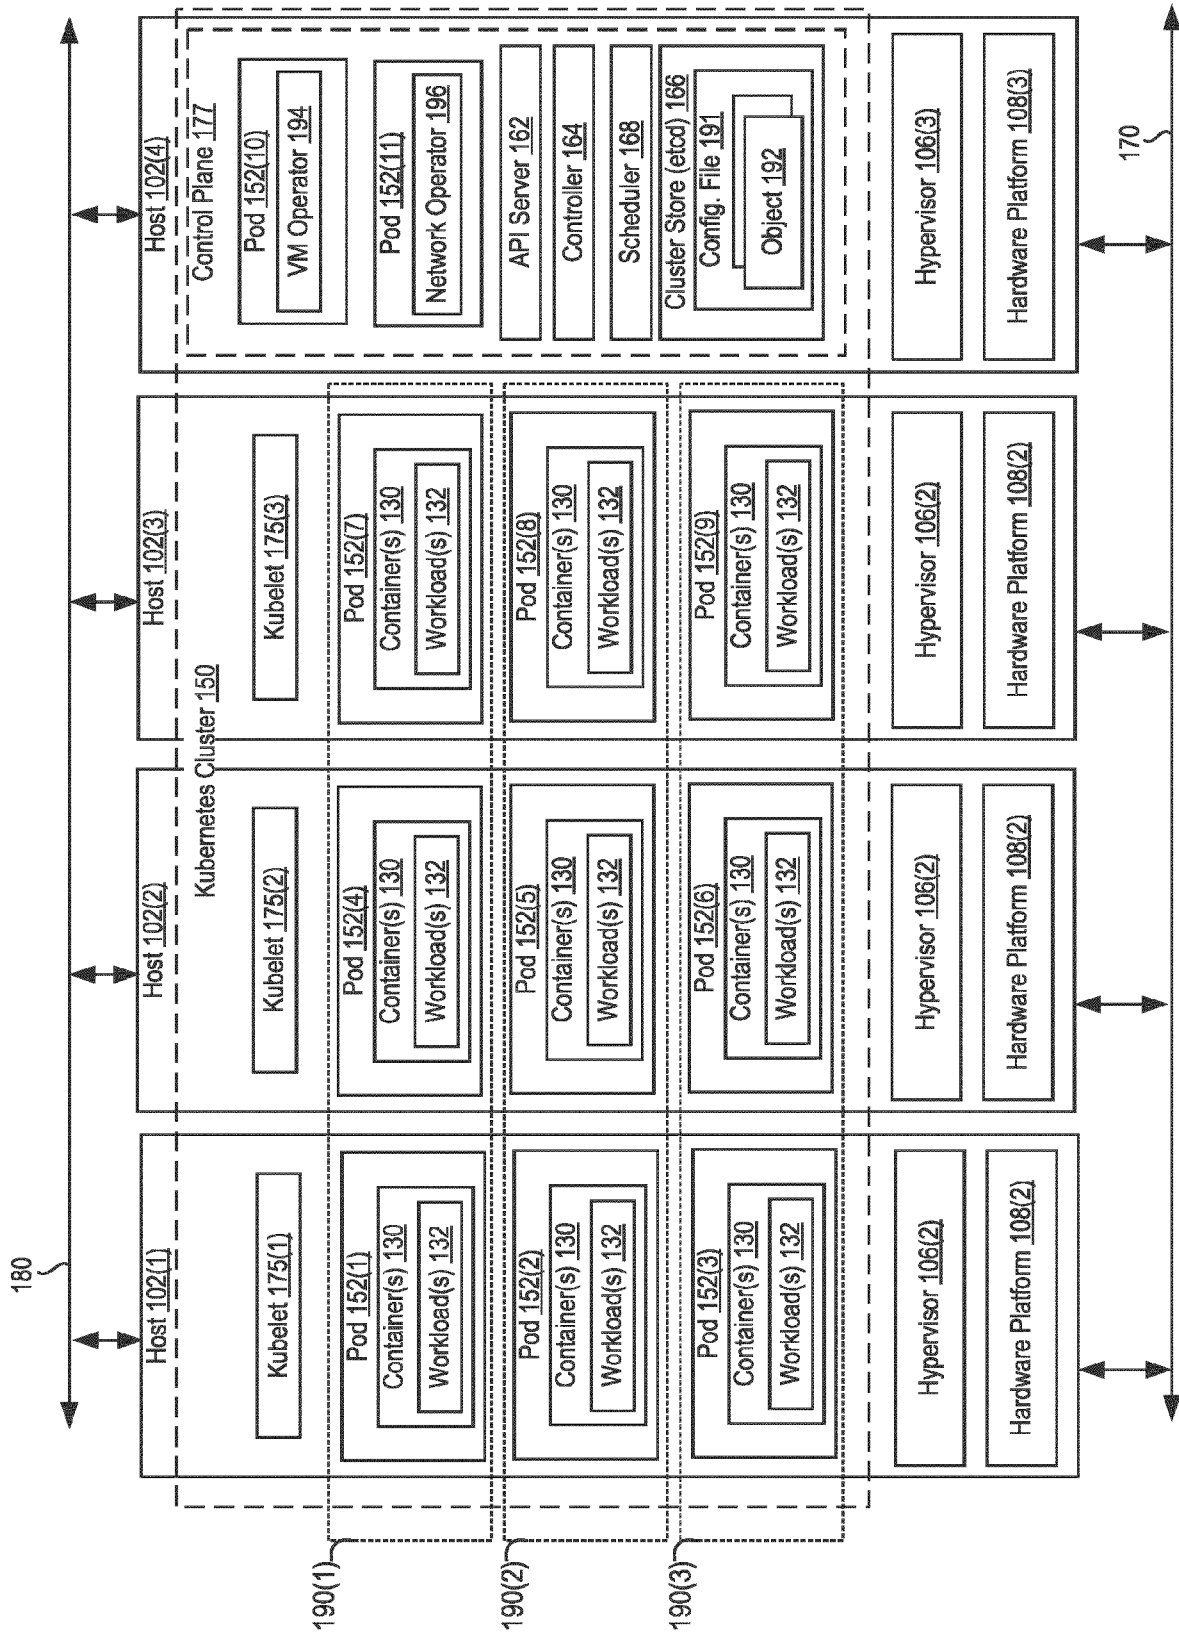 180
Host 102(1)
Host 102(2)
Host 102(3)
Host 102(4)
Kubernetes Cluster 150
Kubelet 175(1)
Pod 152(1)
Container(s) 130
Workload(s) 132
Pod 152(2)
Container(s) 130
Workload(s) 132
Pod 152(3)
Container(s) 130
Workload(s) 132
Hypervisor 106(2)
Hardware Platform 108(2)
Kubelet 175(2)
Pod 152(4)
Container(s) 130
Workload(s) 132
Pod 152(5)
Container(s) 130
Workload(s) 132
Pod 152(6)
Container(s) 130
Workload(s) 132
Hypervisor 106(2)
Hardware Platform 108(2)
Kubelet 175(3)
Pod 152(7)
Container(s) 130
Workload(s) 132
Pod 152(8)
Container(s) 130
Workload(s) 132
Pod 152(9)
Container(s) 130
Workload(s) 132
Hypervisor 106(2)
Hardware Platform 108(2)
Control Plane 177
Pod 152(10)
VM Operator 194
Pod 152(11)
Network Operator 196
API Server 162
Controller 164
Scheduler 168
Cluster Store (etcd) 166
Config. File 191
Object 192
Hypervisor 106(3)
Hardware Platform 108(3)
190(1)
190(2)
190(3)
170